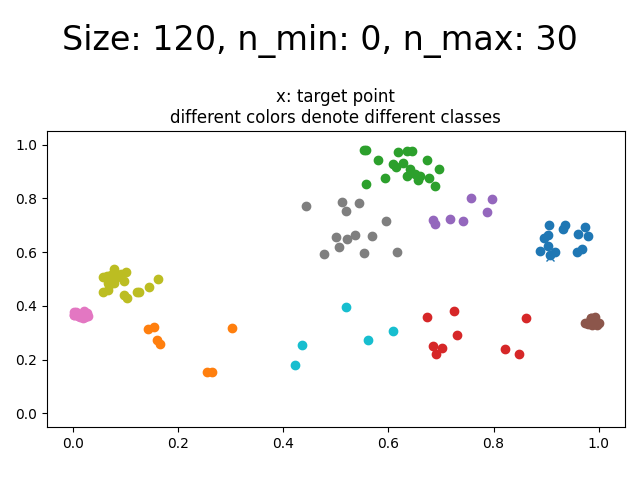 Size: 120, n_min: 0, n_max: 30
x: target point
different colors denote different classes
1.0
0.8
0.6
0.4
0.2
0.0
0.0 0.2 0.4 0.6 0.8 1.0